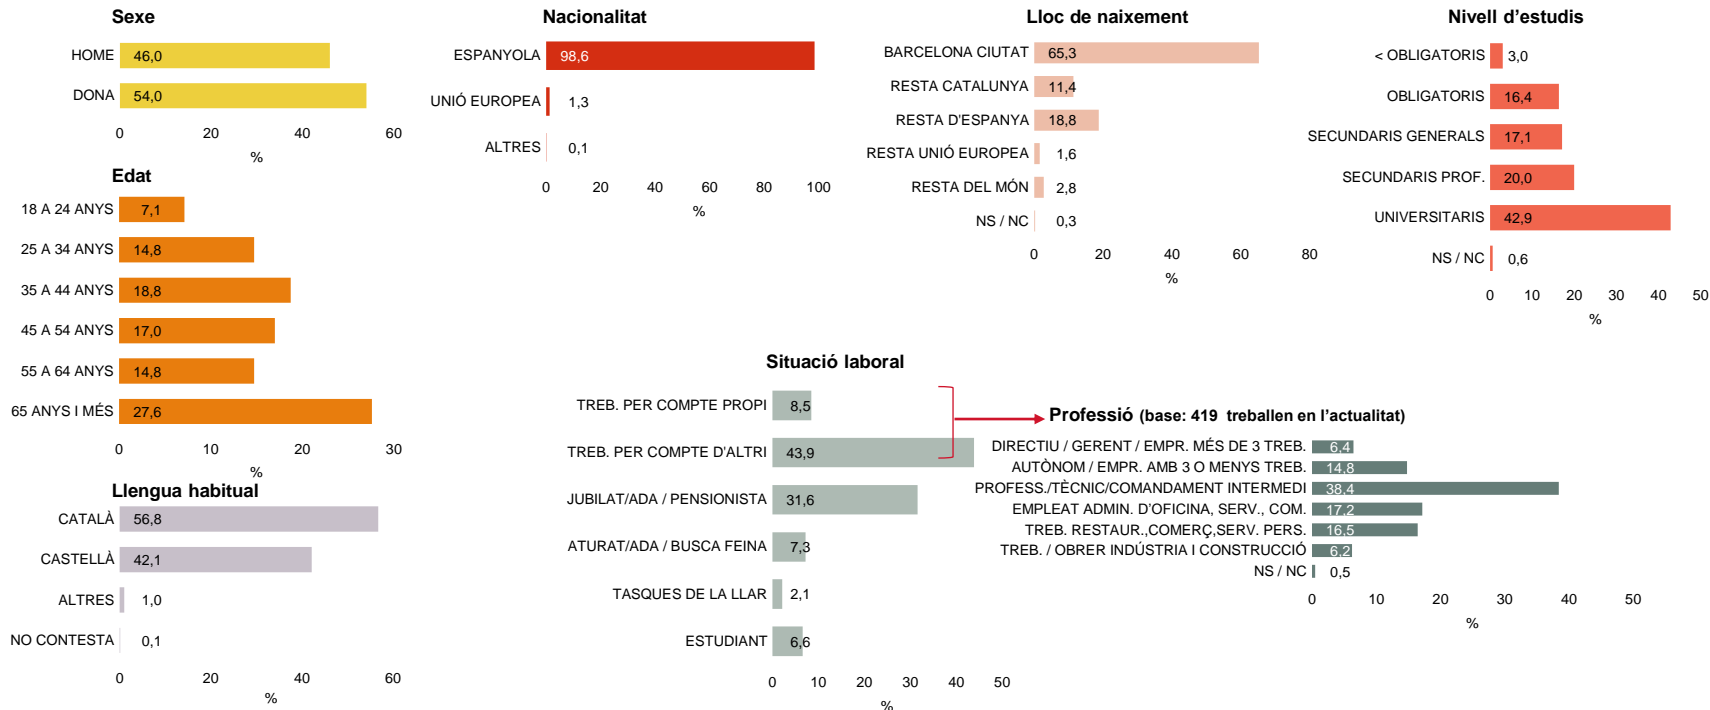 Sexe
HOME 46,0
DONA 54,0
0 20 40 60
%
Edat
18 A 24 ANYS 7,1
25 A 34 ANYS 14,8
35 A 44 ANYS 18,8
45 A 54 ANYS 17,0
55 A 64 ANYS 14,8
65 ANYS I MÉS 27,6
0 10 20 30
%
Llengua habitual
CATALÀ 56,8
CASTELLÀ 42,1
ALTRES 1,0
NO CONTESTA 0,1
0 20 40 60
%
Nacionalitat
ESPANYOLA 98,6
UNIÓ EUROPEA 1,3
ALTRES 0,1
0 20 40 60 80 100
%
Lloc de naixement
BARCELONA CIUTAT 65,3
RESTA CATALUNYA 11,4
RESTA D'ESPANYA 18,8
RESTA UNIÓ EUROPEA 1,6
RESTA DEL MÓN 2,8
NS / NC 0,3
0 20 40 60 80
%
Nivell d’estudis
< OBLIGATORIS 3,0
OBLIGATORIS 16,4
SECUNDARIS GENERALS 17,1
SECUNDARIS PROF. 20,0
UNIVERSITARIS 42,9
NS / NC 0,6
0 10 20 30 40 50
%
Situació laboral
TREB. PER COMPTE PROPI 8,5
TREB. PER COMPTE D'ALTRI 43,9
JUBILAT/ADA / PENSIONISTA 31,6
ATURAT/ADA / BUSCA FEINA 7,3
TASQUES DE LA LLAR 2,1
ESTUDIANT 6,6
0 10 20 30 40 50
%
Professió (base: 419 treballen en l’actualitat)
DIRECTIU / GERENT / EMPR. MÉS DE 3 TREB. 6,4
AUTÒNOM / EMPR. AMB 3 O MENYS TREB. 14,8
PROFESS./TÈCNIC/COMANDAMENT INTERMEDI 38,4
EMPLEAT ADMIN. D’OFICINA, SERV., COM. 17,2
TREB. RESTAUR.,COMERÇ,SERV. PERS. 16,5
TREB. / OBRER INDÚSTRIA I CONSTRUCCIÓ 6,2
NS / NC 0,5
0 10 20 30 40 50
%